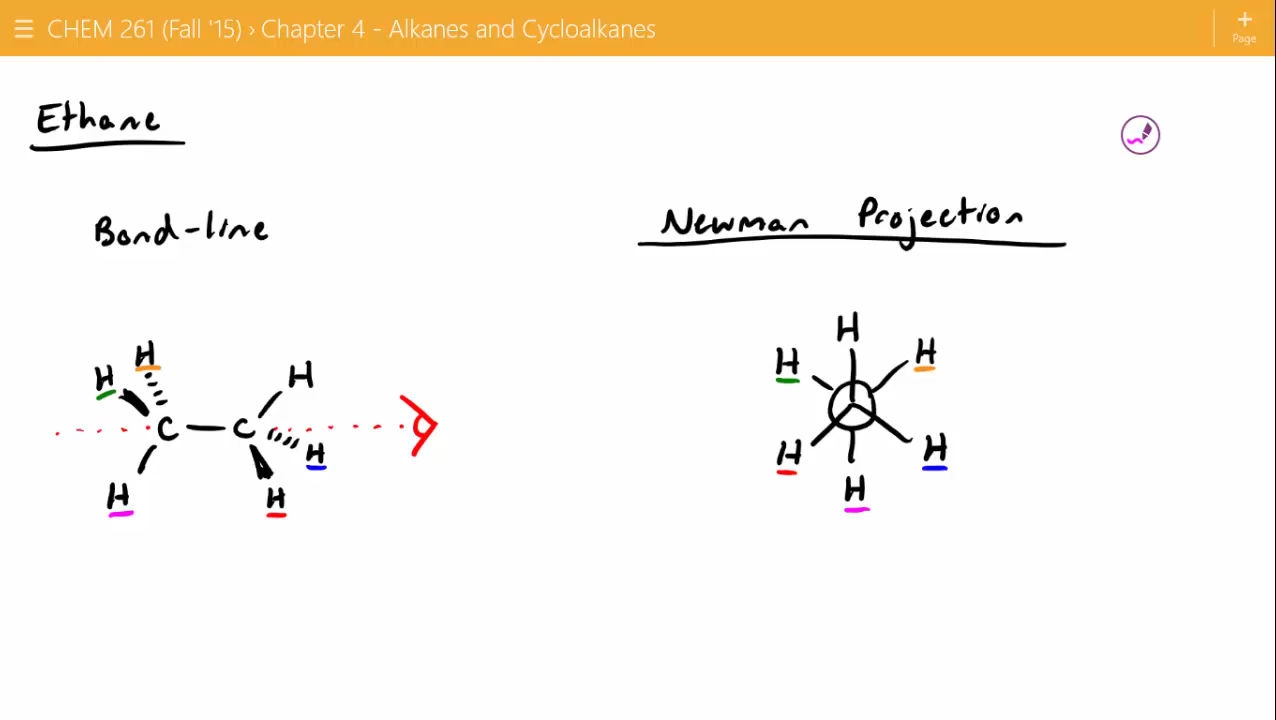 CHEM 261 (Fall '15) › Chapter 4 - Alkanes and Cycloalkanes
Page
Ethane
Bond-line
Newman Projection
H
H H
H H
H
C C
H H
H H
H H
H